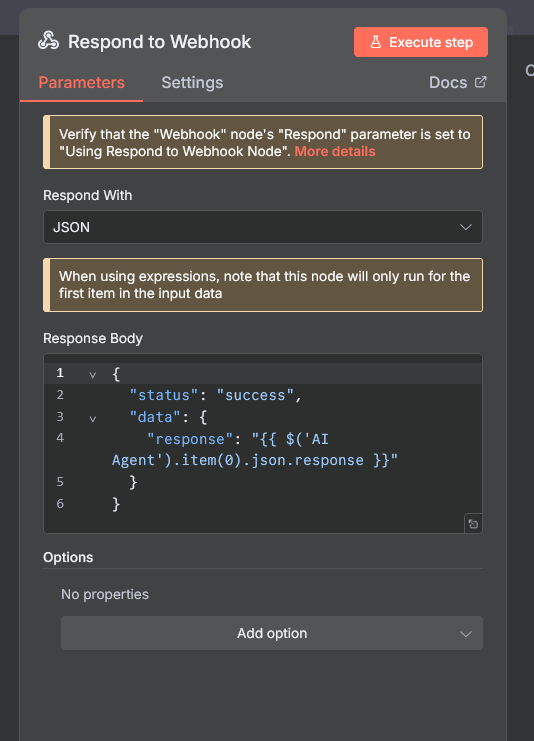 Respond to Webhook
Execute step
Parameters
Settings
Docs
Verify that the "Webhook" node's "Respond" parameter is set to
"Using Respond to Webhook Node". More details
Respond With
JSON
When using expressions, note that this node will only run for the
first item in the input data
Response Body
1 {
2 "status": "success",
3 "data": {
4 "response": "{{ $('AI
Agent').item(0).json.response }}"
5 }
6 }
Options
No properties
Add option